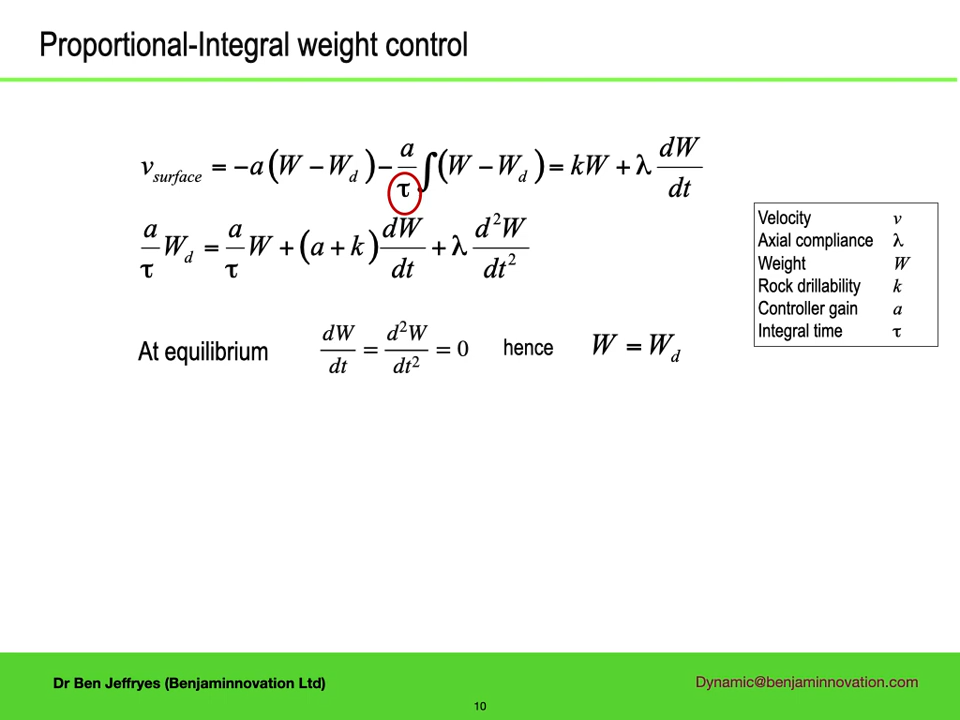 Proportional-Integral weight control
v_surface = −a(W − W_d) − a/τ ∫(W − W_d) = kW + λ dW/dt
a/τ W_d = a/τ W + (a + k) dW/dt + λ d²W/dt²
At equilibrium dW/dt = d²W/dt² = 0 hence W = W_d
Velocity v
Axial compliance λ
Weight W
Rock drillability k
Controller gain a
Integral time τ
Dr Ben Jeffryes (Benjaminnovation Ltd)
Dynamic@benjaminnovation.com
10